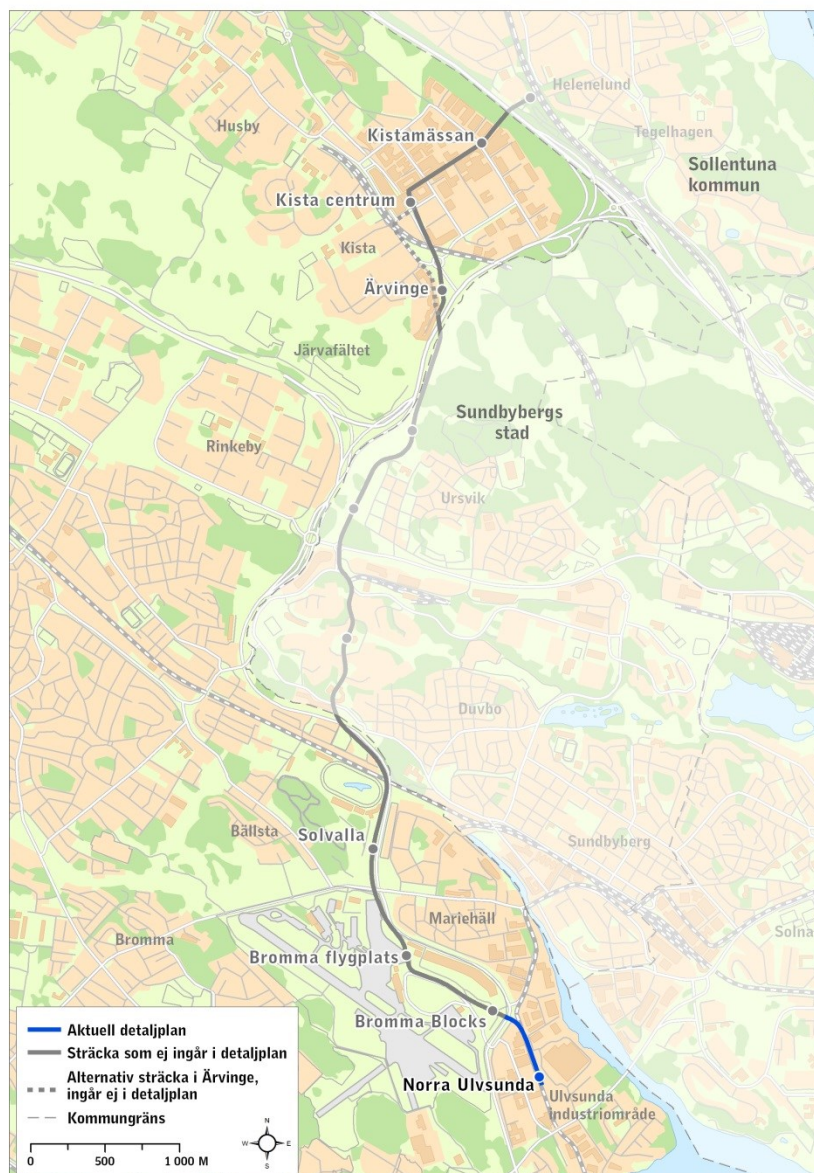 Helenelund
Husby
Kistamässan
Tegelhagen
Sollentuna
kommun
Kista centrum
Kista
Ärvinge
Järvafältet
Sundbybergs
stad
Rinkeby
Ursvik
Duvbo
Solvalla
Bällsta
Sundbyberg
Mariehäll
Solna
Bromma
Bromma flygplats
Bromma Blocks
Norra Ulvsunda
Ulvsunda
industriområde
Aktuell detaljplan
Sträcka som ej ingår i detaljplan
Alternativ sträcka i Ärvinge,
ingår ej i detaljplan
Kommungräns
0 500 1 000 M
N
W E
S